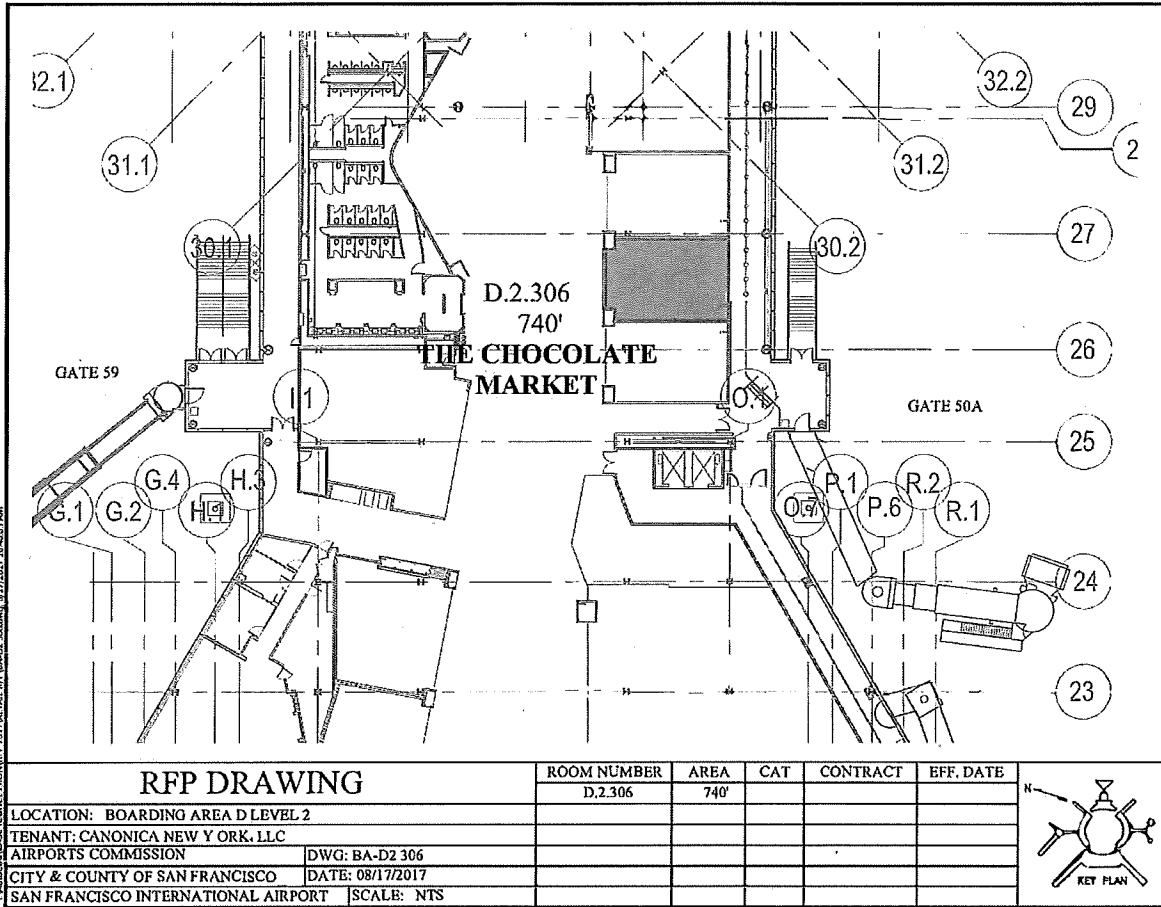 32.1
32.2
29
31.1
31.2
2
30.1
30.2
27
D.2.306
740'
THE CHOCOLATE
MARKET
26
GATE 59
GATE 50A
25
G.1
G.2
G.4
H.3
O.7
P.1
P.6
R.2
R.1
24
23
RFP DRAWING
LOCATION: BOARDING AREA D LEVEL 2
TENANT: CANONICA NEW Y ORK, LLC
AIRPORTS COMMISSION DWG: BA-D2 306
CITY & COUNTY OF SAN FRANCISCO DATE: 08/17/2017
SAN FRANCISCO INTERNATIONAL AIRPORT SCALE: NTS
ROOM NUMBER AREA CAT CONTRACT EFF. DATE
D.2.306 740'
N
KEY PLAN